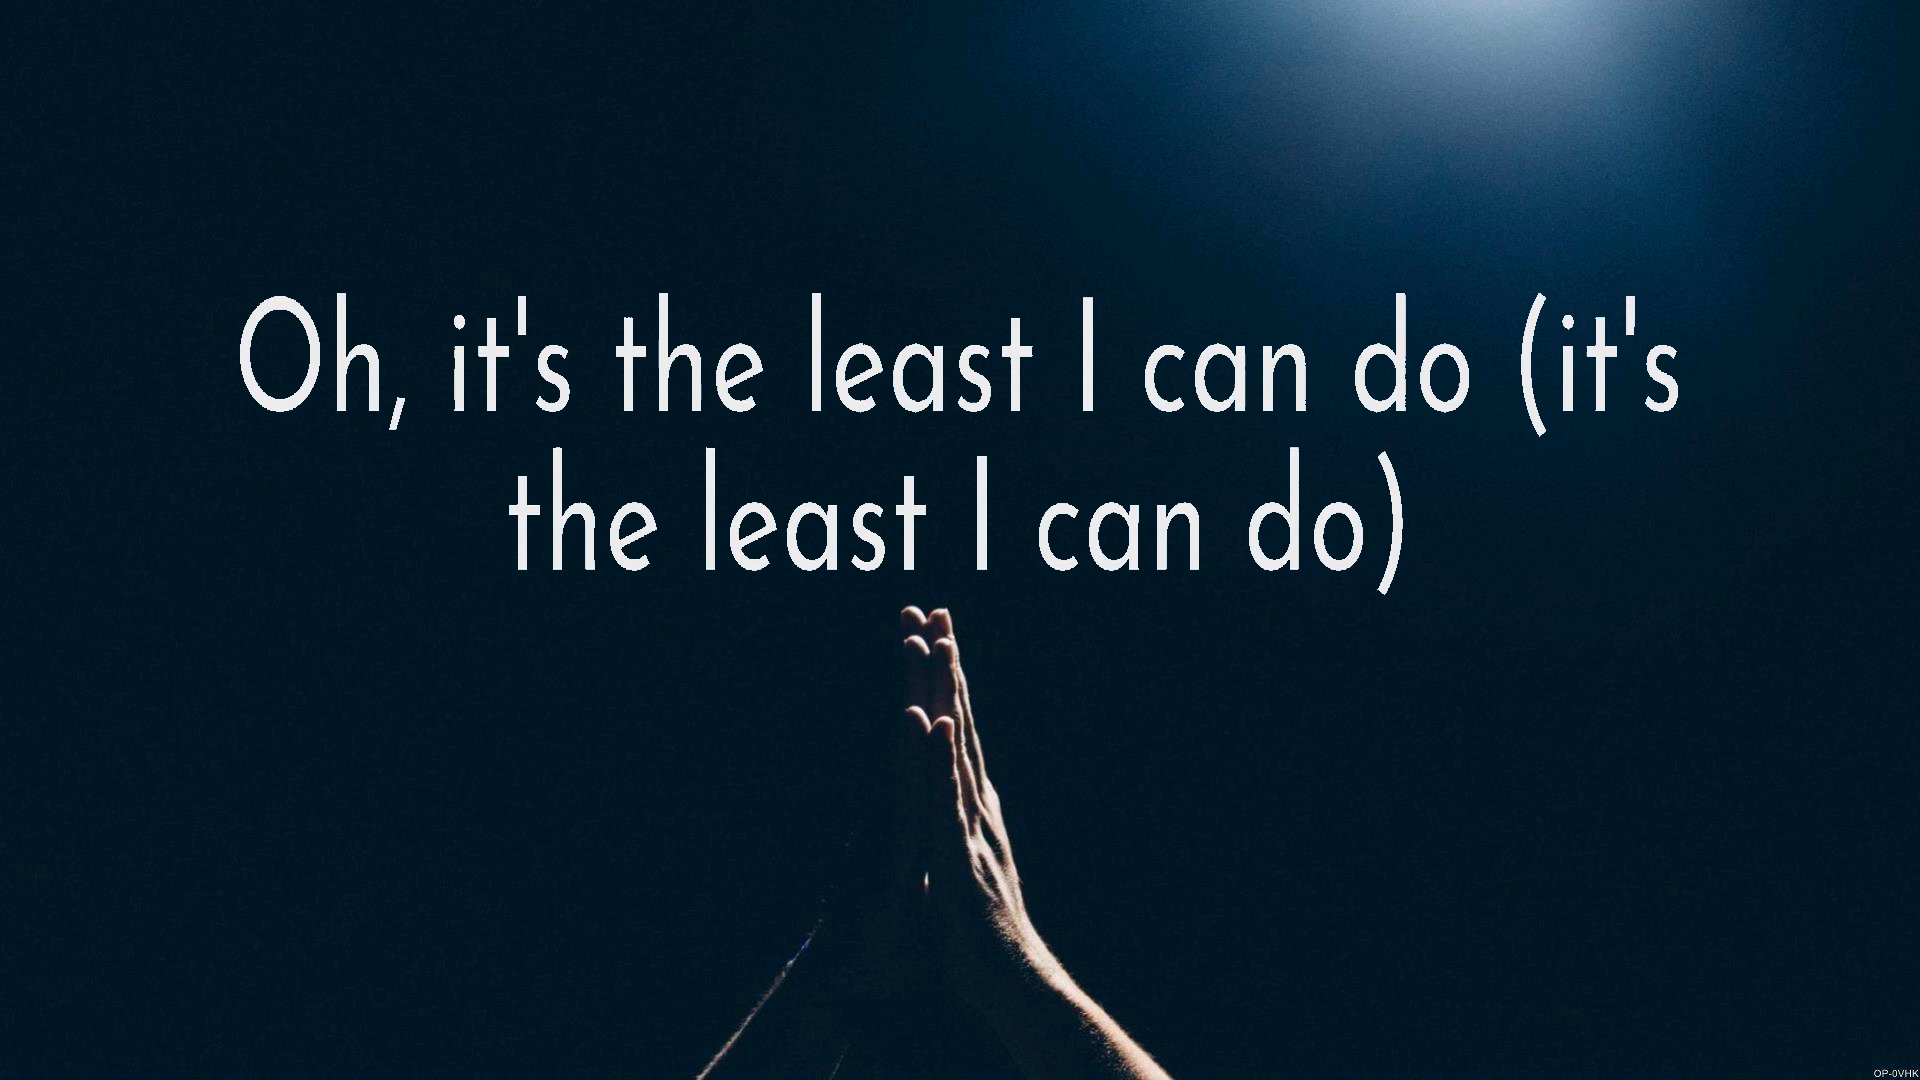 Oh, it's the least I can do (it's
the least I can do)
OP-0VHK